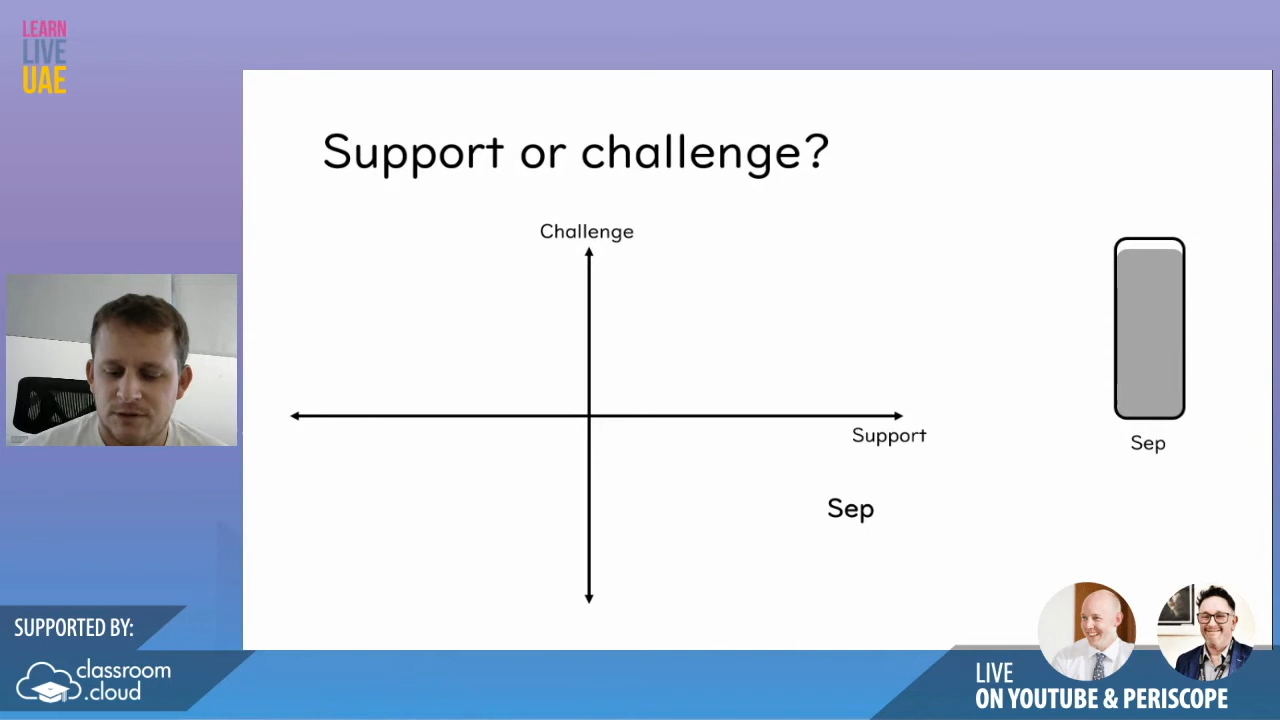 LEARN
LIVE
UAE
Support or challenge?
Challenge
Support
Sep
Sep
SUPPORTED BY:
classroom
.cloud
LIVE
ON YOUTUBE & PERISCOPE